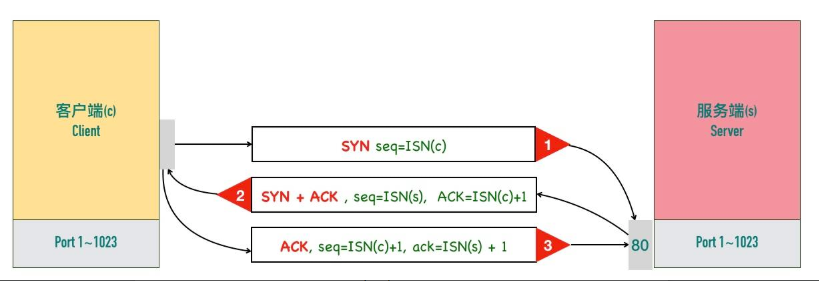 客户端(c)
Client
Port 1~1023
SYN seq=ISN(c)
1
2
SYN + ACK , seq=ISN(s), ACK=ISN(c)+1
ACK, seq=ISN(c)+1, ack=ISN(s) + 1
3
80
服务端(s)
Server
Port 1~1023